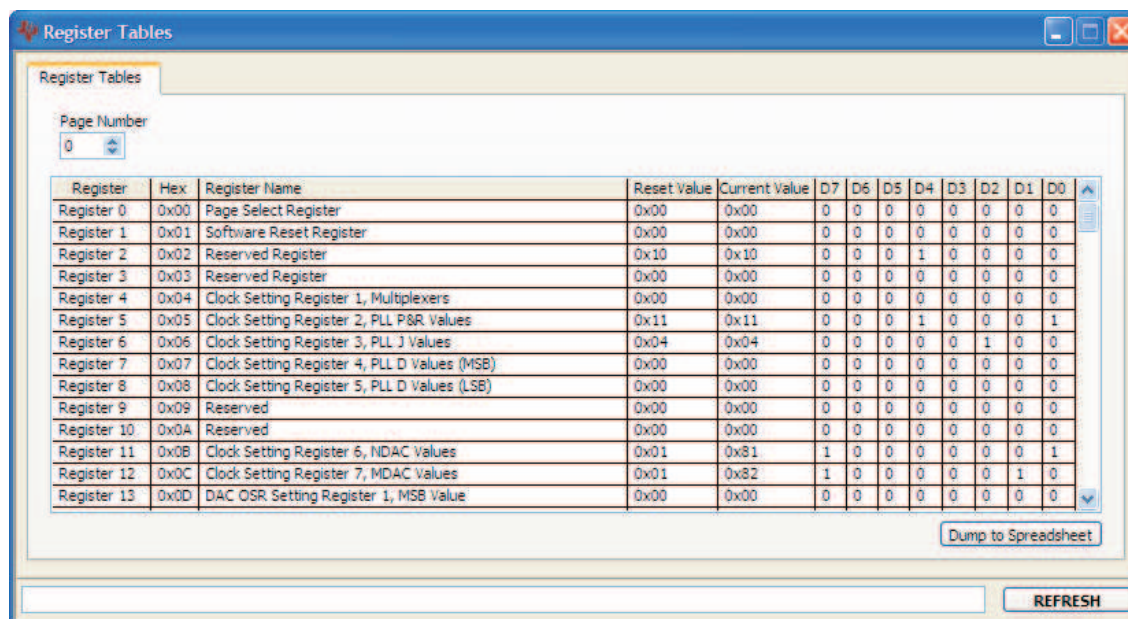 Register Tables
Register Tables
Page Number
0
Register Hex Register Name Reset Value Current Value D7 D6 D5 D4 D3 D2 D1 D0
Register 0 0x00 Page Select Register 0x00 0x00 0 0 0 0 0 0 0 0
Register 1 0x01 Software Reset Register 0x00 0x00 0 0 0 0 0 0 0 0
Register 2 0x02 Reserved Register 0x10 0x10 0 0 0 1 0 0 0 0
Register 3 0x03 Reserved Register 0x00 0x00 0 0 0 0 0 0 0 0
Register 4 0x04 Clock Setting Register 1, Multiplexers 0x00 0x00 0 0 0 0 0 0 0 0
Register 5 0x05 Clock Setting Register 2, PLL P&R Values 0x11 0x11 0 0 0 1 0 0 0 1
Register 6 0x06 Clock Setting Register 3, PLL J Values 0x04 0x04 0 0 0 0 0 1 0 0
Register 7 0x07 Clock Setting Register 4, PLL D Values (MSB) 0x00 0x00 0 0 0 0 0 0 0 0
Register 8 0x08 Clock Setting Register 5, PLL D Values (LSB) 0x00 0x00 0 0 0 0 0 0 0 0
Register 9 0x09 Reserved 0x00 0x00 0 0 0 0 0 0 0 0
Register 10 0x0A Reserved 0x00 0x00 0 0 0 0 0 0 0 0
Register 11 0x0B Clock Setting Register 6, NDAC Values 0x01 0x81 1 0 0 0 0 0 0 1
Register 12 0x0C Clock Setting Register 7, MDAC Values 0x01 0x82 1 0 0 0 0 0 1 0
Register 13 0x0D DAC OSR Setting Register 1, MSB Value 0x00 0x00 0 0 0 0 0 0 0 0
Dump to Spreadsheet
REFRESH